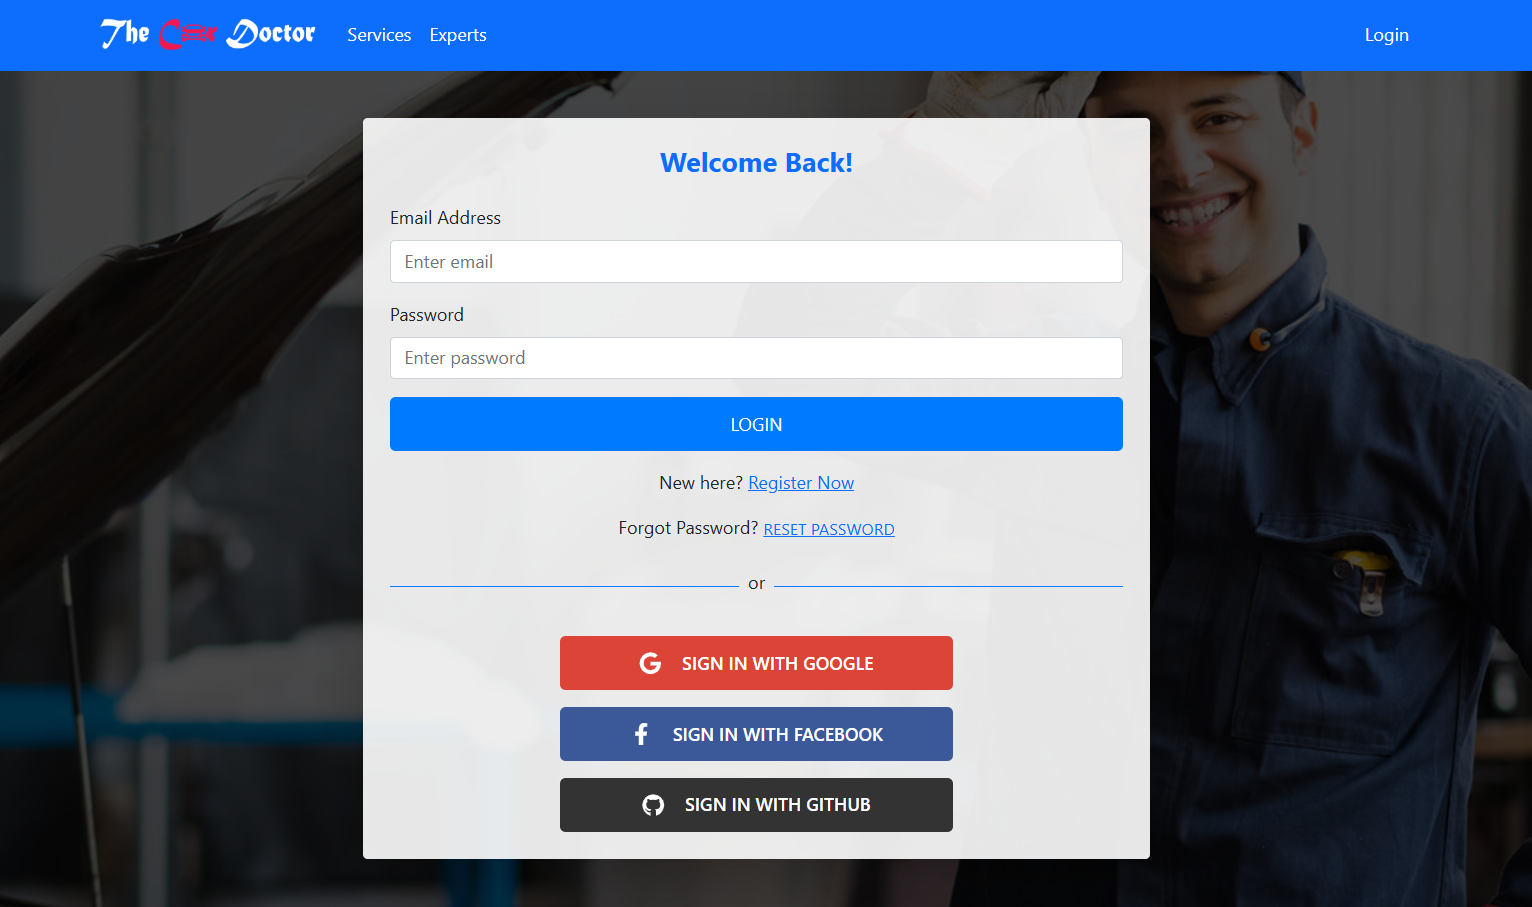 The Car Doctor Services Experts Login
Welcome Back!
Email Address
Enter email
Password
Enter password
LOGIN
New here? Register Now
Forgot Password? RESET PASSWORD
or
SIGN IN WITH GOOGLE
SIGN IN WITH FACEBOOK
SIGN IN WITH GITHUB